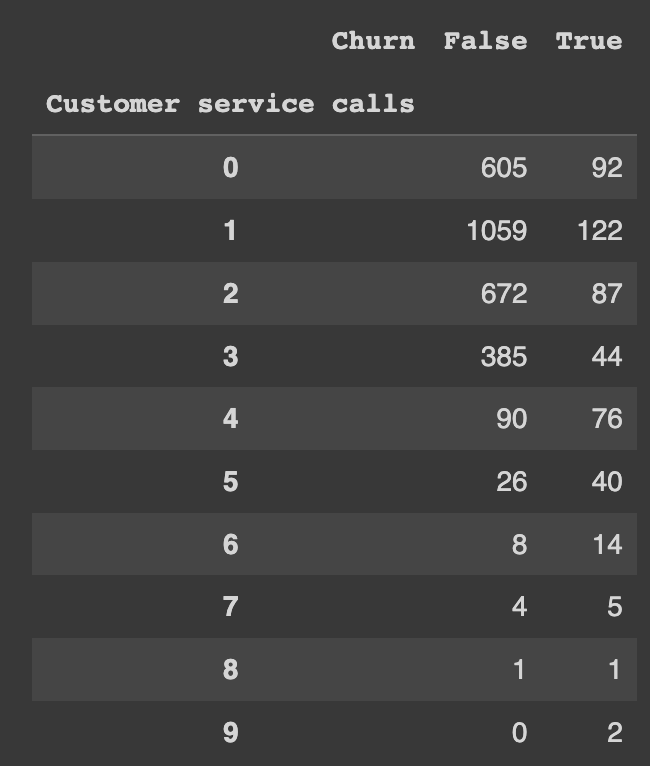 Churn False True
Customer service calls
0 605 92
1 1059 122
2 672 87
3 385 44
4 90 76
5 26 40
6 8 14
7 4 5
8 1 1
9 0 2